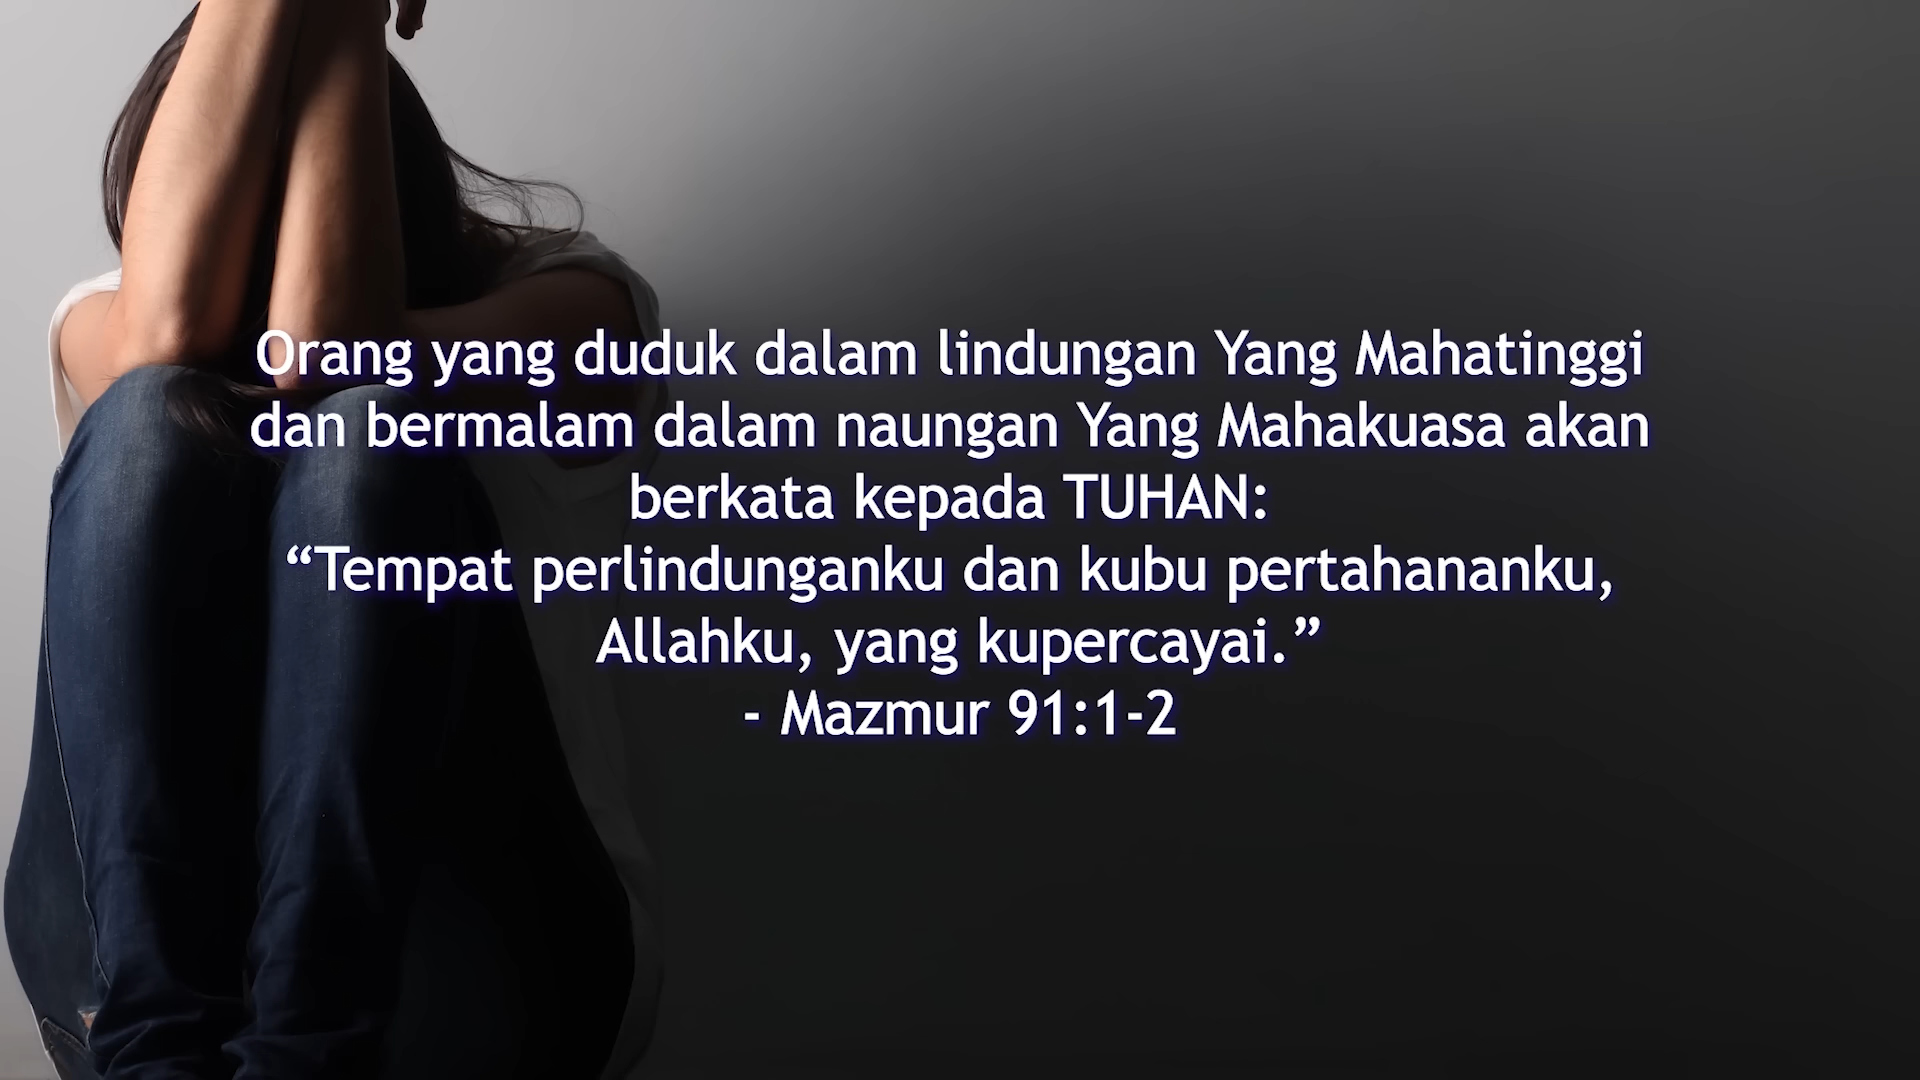 Orang yang duduk dalam lindungan Yang Mahatinggi
dan bermalam dalam naungan Yang Mahakuasa akan
berkata kepada TUHAN:
“Tempat perlindunganku dan kubu pertahananku,
Allahku, yang kupercayai.”
- Mazmur 91:1-2